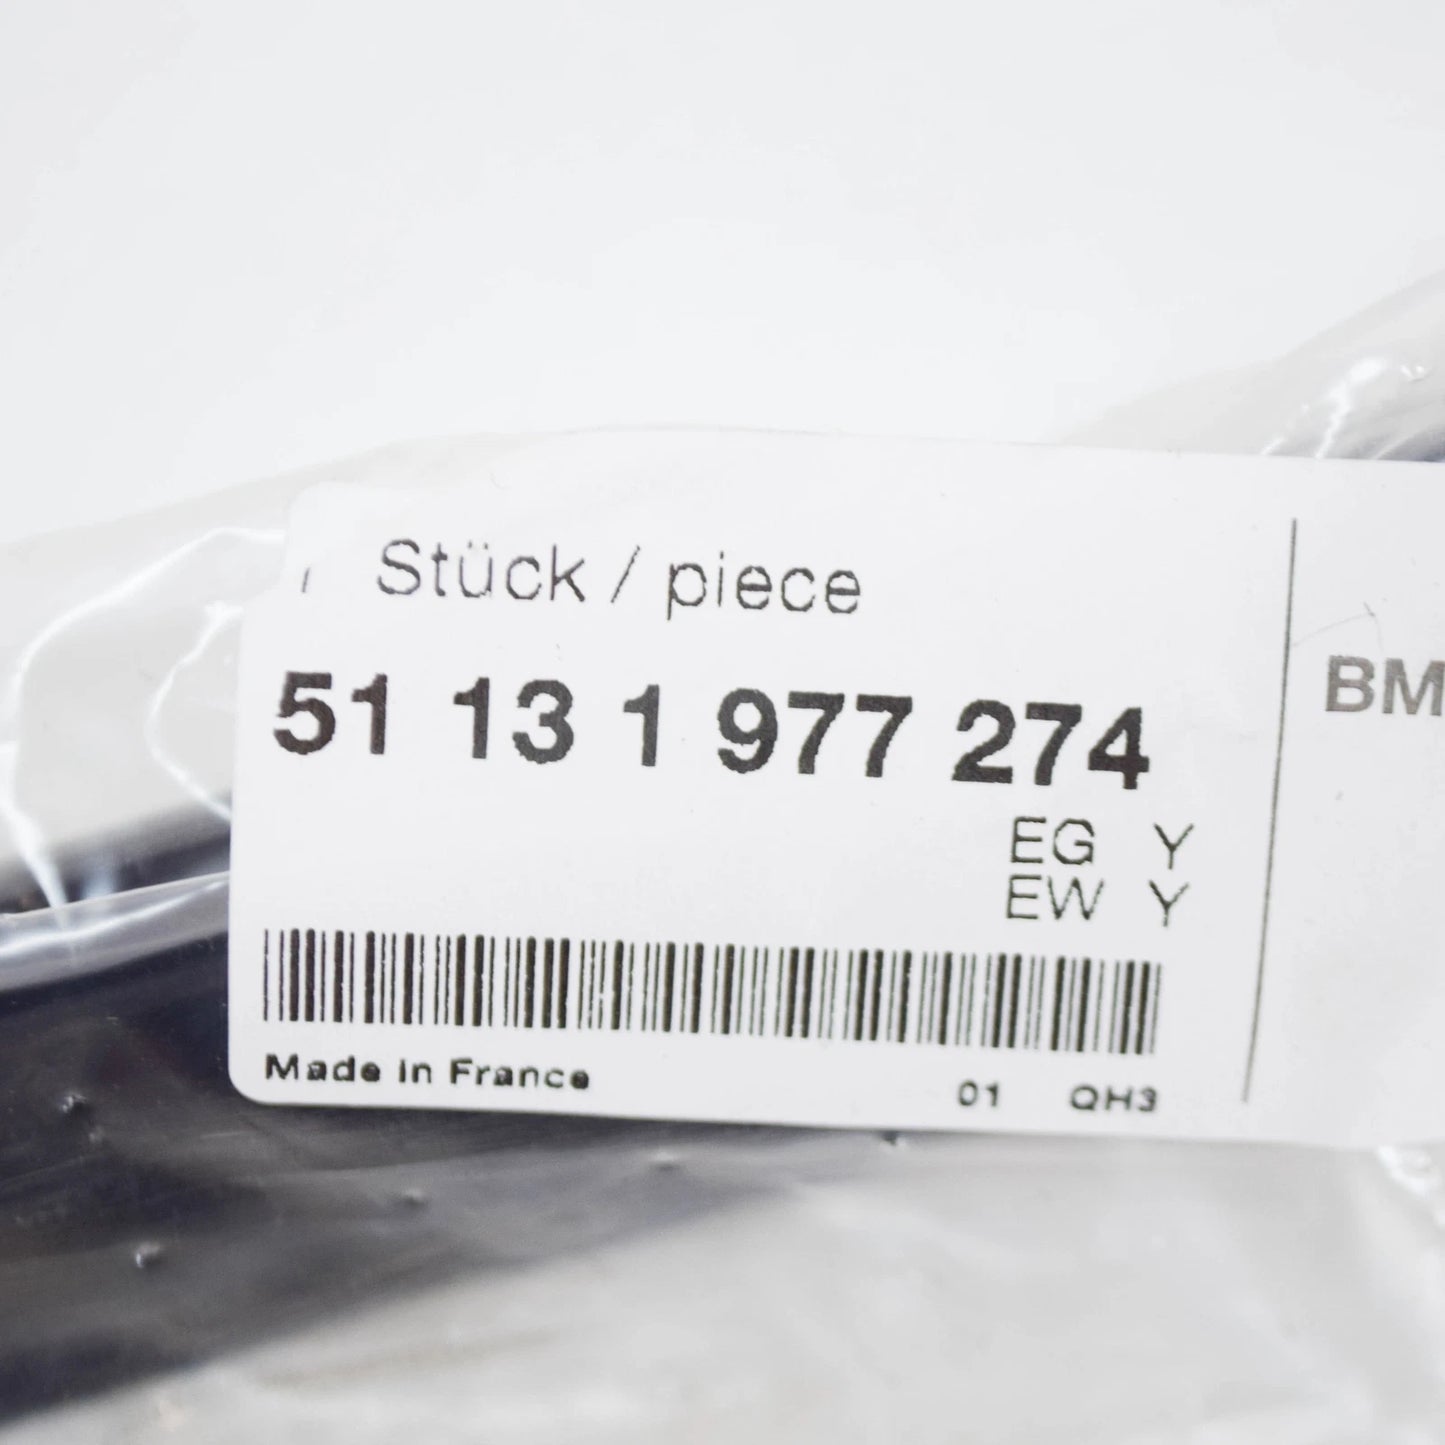 Stück / piece
51 13 1 977 274
EG Y
EW Y
Made in France
01 QH3
BM